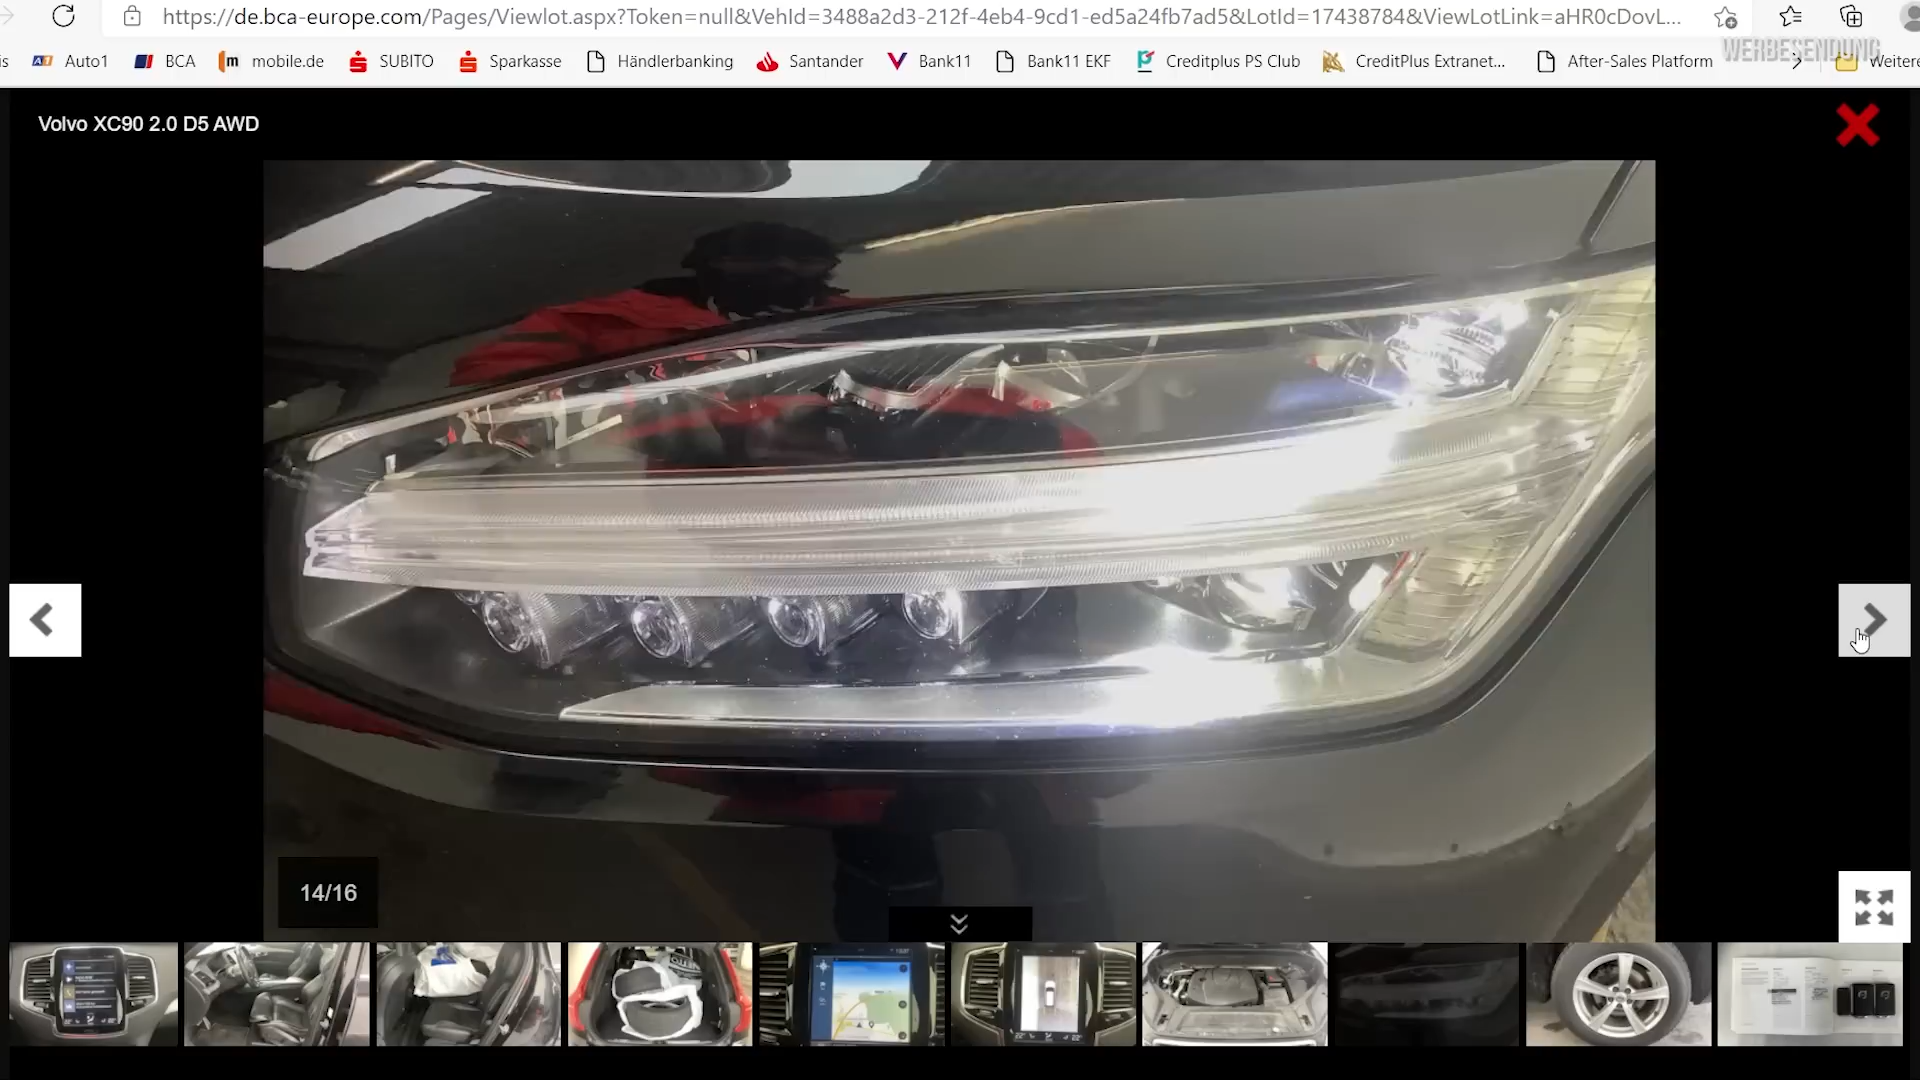 https://de.bca-europe.com/Pages/Viewlot.aspx?Token=null&VehId=3488a2d3-212f-4eb4-9cd1-ed5a24fb7ad5&LotId=17438784&ViewLotLink=aHR0cDovL...
WERBESENDUNG
is Auto1 BCA mobile.de SUBITO Sparkasse Händlerbanking Santander Bank11 Bank11 EKF Creditplus PS Club CreditPlus Extranet... After-Sales Platform Weitere
Volvo XC90 2.0 D5 AWD
14/16